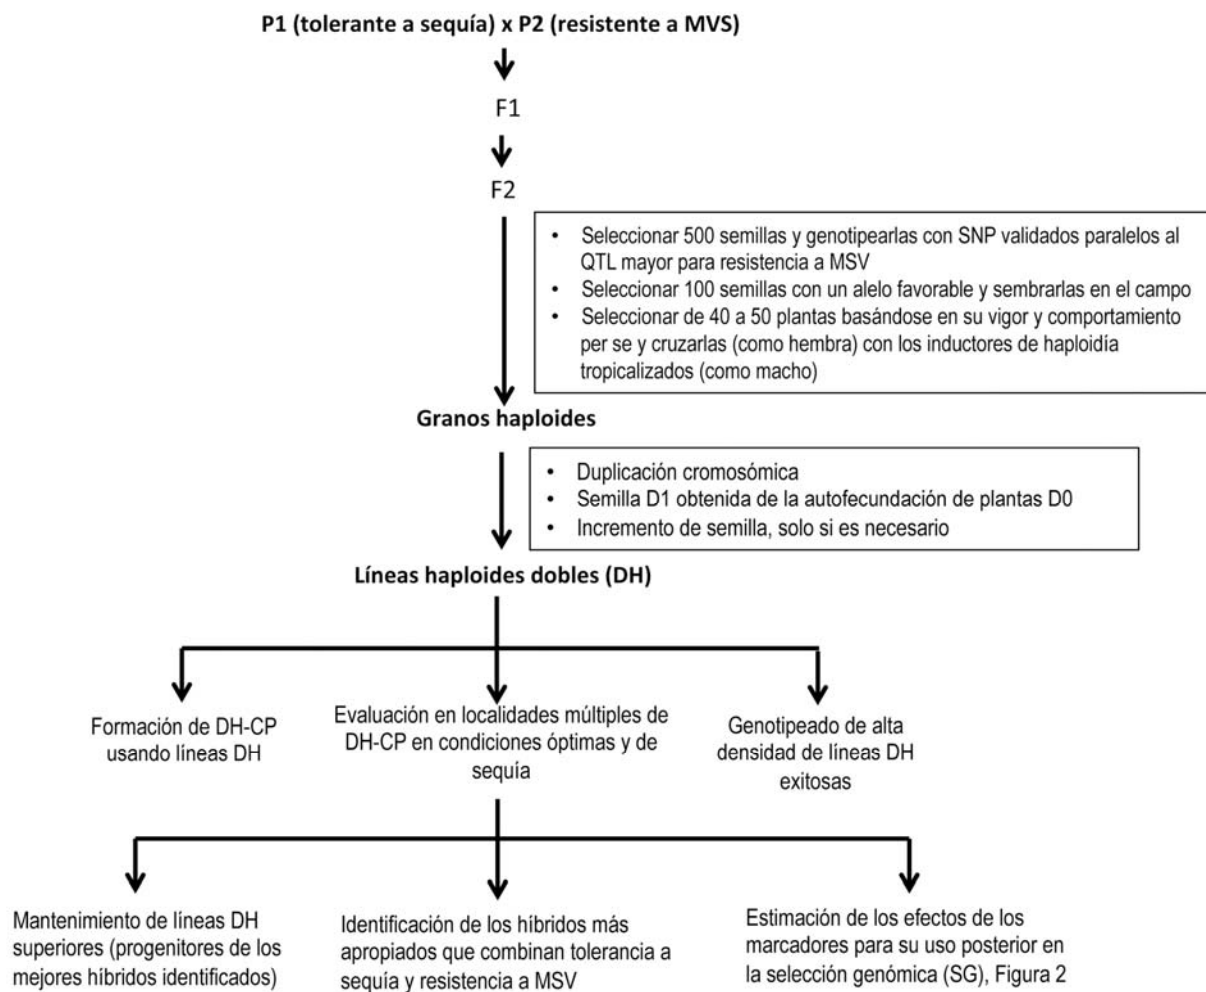 P1 (tolerante a sequía) x P2 (resistente a MVS)
F1
F2
• Seleccionar 500 semillas y genotipearlas con SNP validados paralelos al
QTL mayor para resistencia a MSV
• Seleccionar 100 semillas con un alelo favorable y sembrarlas en el campo
• Seleccionar de 40 a 50 plantas basándose en su vigor y comportamiento
per se y cruzarlas (como hembra) con los inductores de haploidía
tropicalizados (como macho)
Granos haploides
• Duplicación cromosómica
• Semilla D1 obtenida de la autofecundación de plantas D0
• Incremento de semilla, solo si es necesario
Líneas haploides dobles (DH)
Formación de DH-CP
usando líneas DH
Evaluación en localidades múltiples de
DH-CP en condiciones óptimas y de
sequía
Genotipeado de alta
densidad de líneas DH
exitosas
Mantenimiento de líneas DH
superiores (progenitores de los
mejores híbridos identificados)
Identificación de los híbridos más
apropiados que combinan tolerancia a
sequía y resistencia a MSV
Estimación de los efectos de los
marcadores para su uso posterior en
la selección genómica (SG), Figura 2